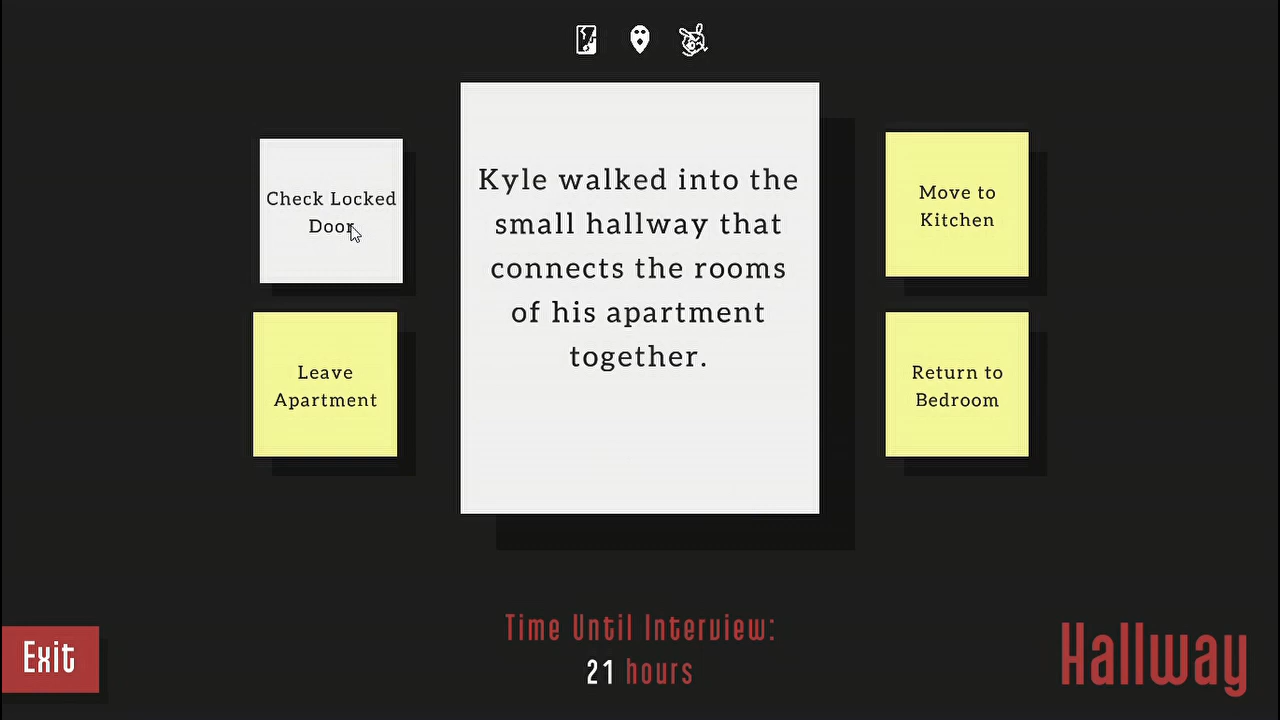 Check Locked
Door
Leave
Apartment
Kyle walked into the
small hallway that
connects the rooms
of his apartment
together.
Move to
Kitchen
Return to
Bedroom
Exit
Time Until Interview:
21 hours
Hallway